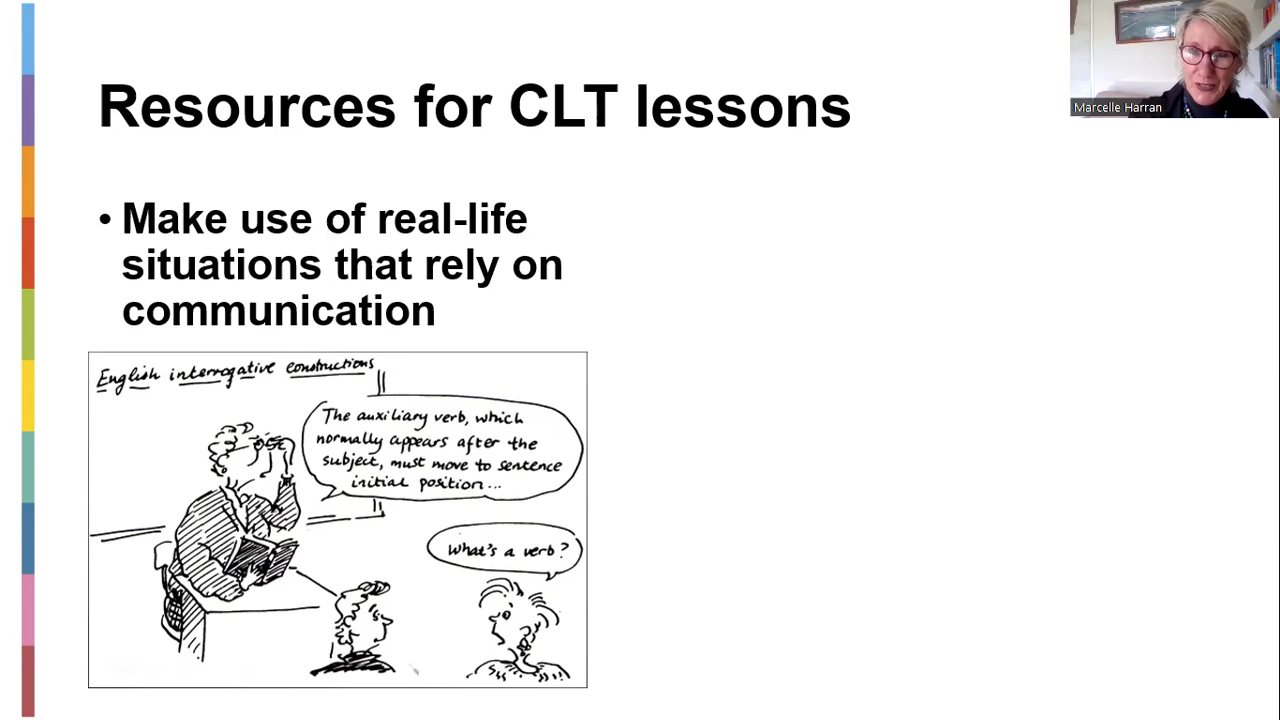 Resources for CLT lessons
Marcelle Harran
• Make use of real-life
situations that rely on
communication
English interrogative constructions
The auxiliary verb, which
normally appears after the
subject, must move to sentence
initial position...
What's a verb?